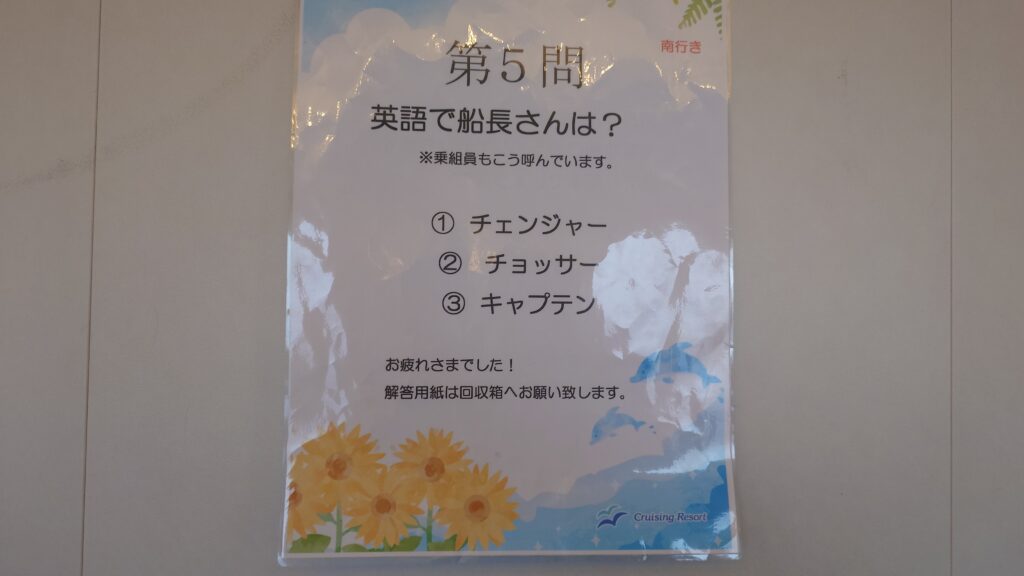 南行き
第5問
英語で船長さんは？
※乗組員もこう呼んでいます。
① チェンジャー
② チョッサー
③ キャプテン
お疲れさまでした！
解答用紙は回収箱へお願い致します。
Cruising Resort